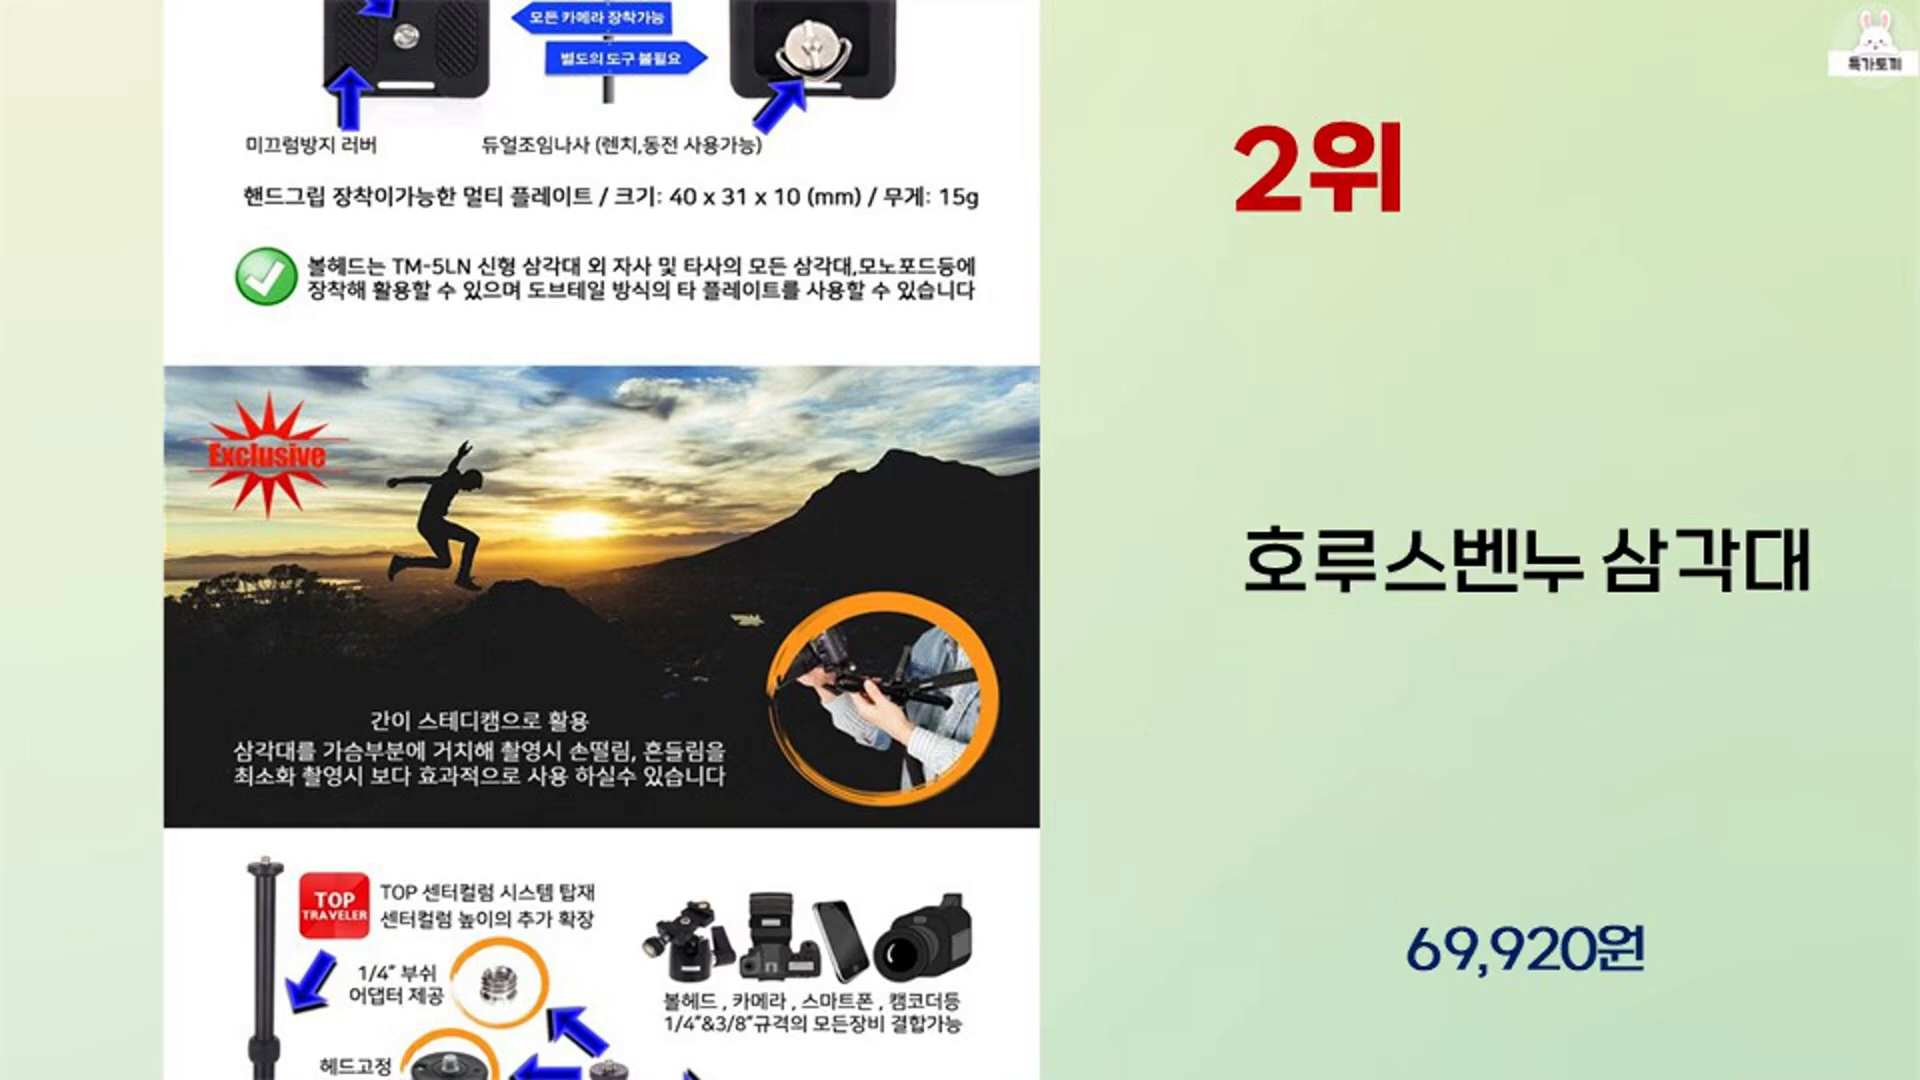 모든 카메라 장착가능
별도의 도구 불필요
특가토끼
미끄럼방지 러버
듀얼조임나사 (렌치,동전 사용가능)
2위
핸드그립 장착이가능한 멀티 플레이트 / 크기: 40 x 31 x 10 (mm) / 무게: 15g
볼헤드는 TM-5LN 신형 삼각대 외 자사 및 타사의 모든 삼각대,모노포드등에
장착해 활용할 수 있으며 도브테일 방식의 타 플레이트를 사용할 수 있습니다
Exclusive
호루스벤누 삼각대
간이 스테디캠으로 활용
삼각대를 가슴부분에 거치해 촬영시 손떨림, 흔들림을
최소화 촬영시 보다 효과적으로 사용 하실수 있습니다
TOP
TRAVELER
TOP 센터컬럼 시스템 탑재
센터컬럼 높이의 추가 확장
69,920원
1/4” 부쉬
어댑터 제공
볼헤드 , 카메라 , 스마트폰 , 캠코더등
1/4”&3/8”규격의 모든장비 결합가능
헤드고정